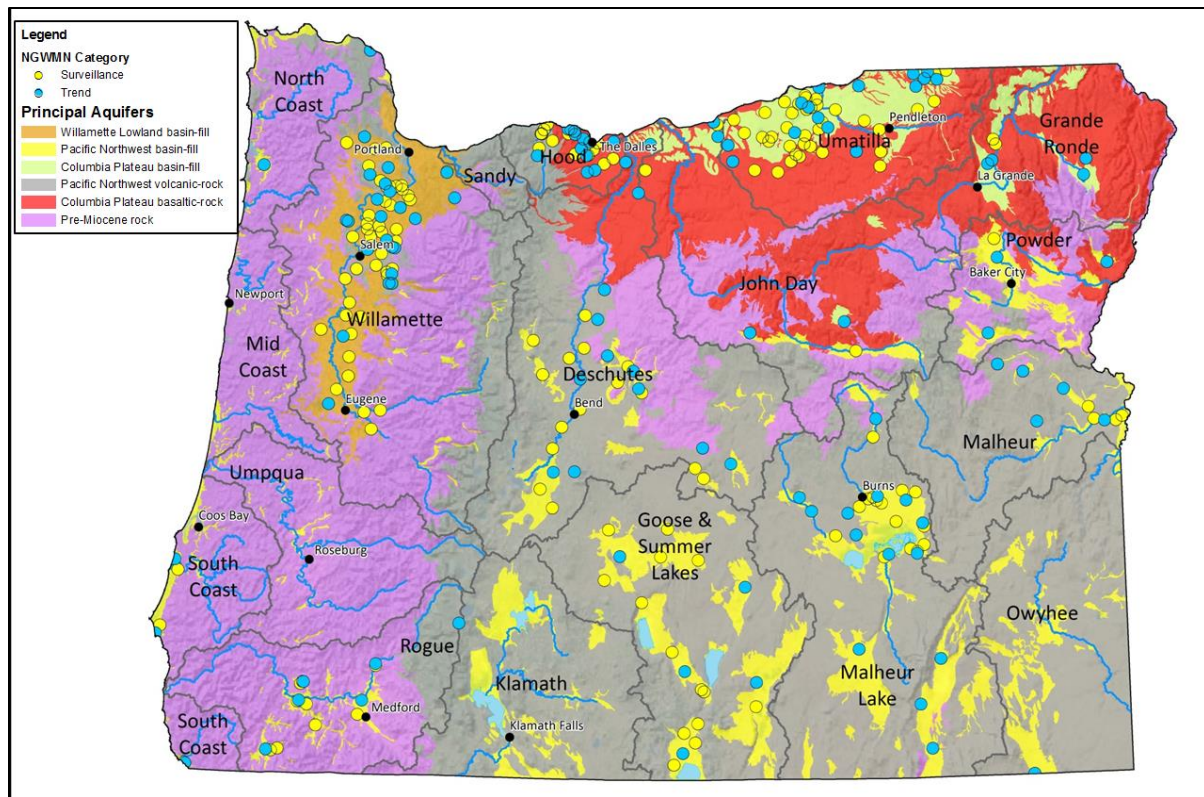 Legend
NGWMN Category
Surveillance
Trend
Principal Aquifers
Willamette Lowland basin-fill
Pacific Northwest basin-fill
Columbia Plateau basin-fill
Pacific Northwest volcanic-rock
Columbia Plateau basaltic-rock
Pre-Miocene rock
North
Coast
Portland
Sandy
Hood
The Dalles
Umatilla
Pendleton
Grande
Ronde
La Grande
Salem
Powder
Baker City
John Day
Newport
Willamette
Mid
Coast
Deschutes
Bend
Eugene
Malheur
Umpqua
Burns
Coos Bay
Goose &
Summer
Lakes
Roseburg
South
Coast
Owyhee
Rogue
Klamath
Malheur
Lake
Medford
South
Coast
Klamath Falls